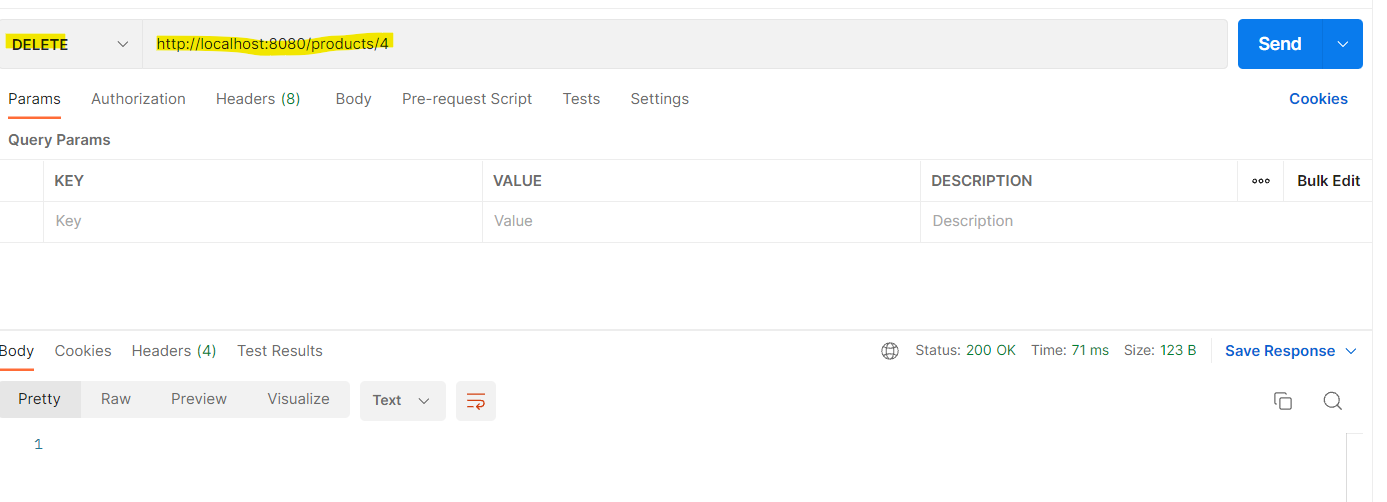 DELETE http://localhost:8080/products/4 Send
Params Authorization Headers (8) Body Pre-request Script Tests Settings Cookies
Query Params
KEY VALUE DESCRIPTION ooo Bulk Edit
Key Value Description
Body Cookies Headers (4) Test Results Status: 200 OK Time: 71 ms Size: 123 B Save Response
Pretty Raw Preview Visualize Text
1